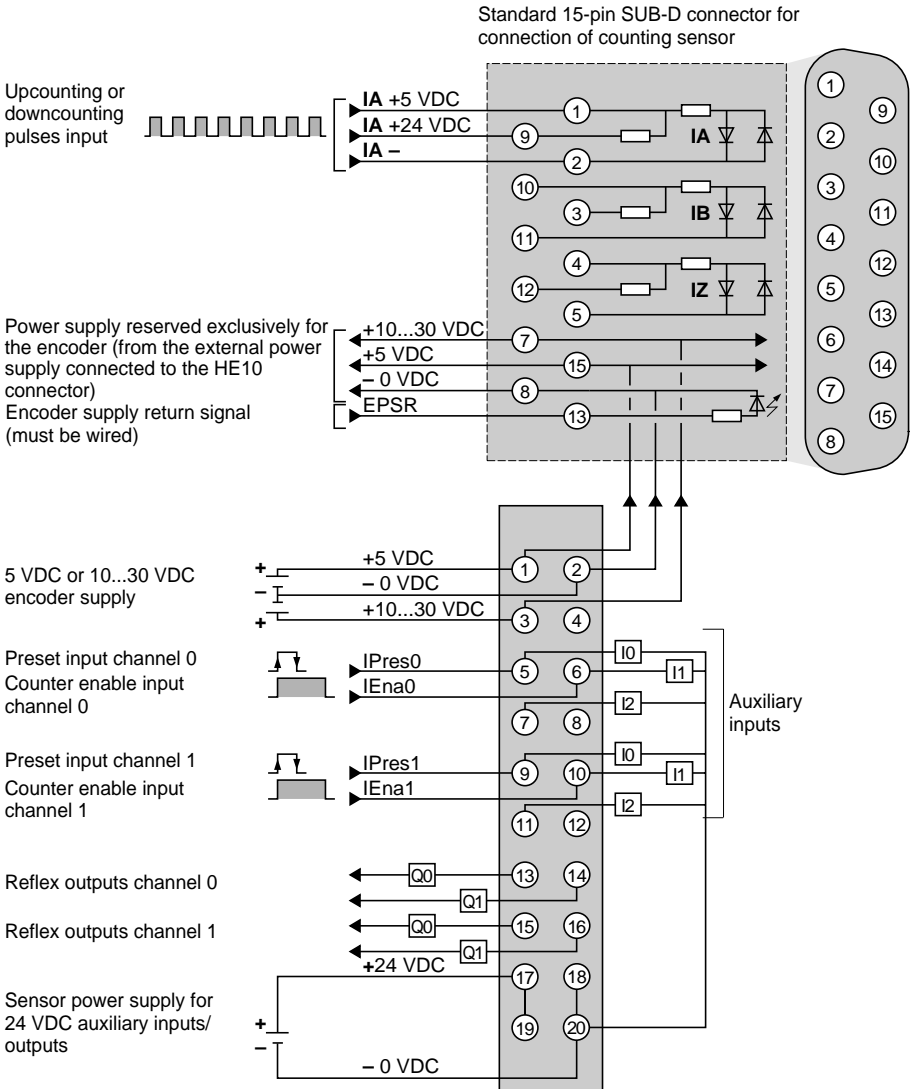 Standard 15-pin SUB-D connector for
connection of counting sensor
Upcounting or
downcounting
pulses input
IA +5 VDC
IA +24 VDC
IA –
1
9
2
IA
10
3
11
IB
4
12
5
IZ
Power supply reserved exclusively for
the encoder (from the external power
supply connected to the HE10
connector)
Encoder supply return signal
(must be wired)
+10...30 VDC
+5 VDC
– 0 VDC
EPSR
7
15
8
13
1
9
2
10
3
11
4
12
5
13
6
14
7
15
8
5 VDC or 10...30 VDC
encoder supply
+
–
+
+5 VDC
– 0 VDC
+10...30 VDC
1
2
3
4
Preset input channel 0
Counter enable input
channel 0
IPres0
IEna0
5
6
7
8
I0
I1
I2
Auxiliary
inputs
Preset input channel 1
Counter enable input
channel 1
IPres1
IEna1
9
10
11
12
I0
I1
I2
Reflex outputs channel 0
Q0
Q1
13
14
Reflex outputs channel 1
Q0
Q1
15
16
Sensor power supply for
24 VDC auxiliary inputs/
outputs
+24 VDC
+
–
– 0 VDC
17
18
19
20